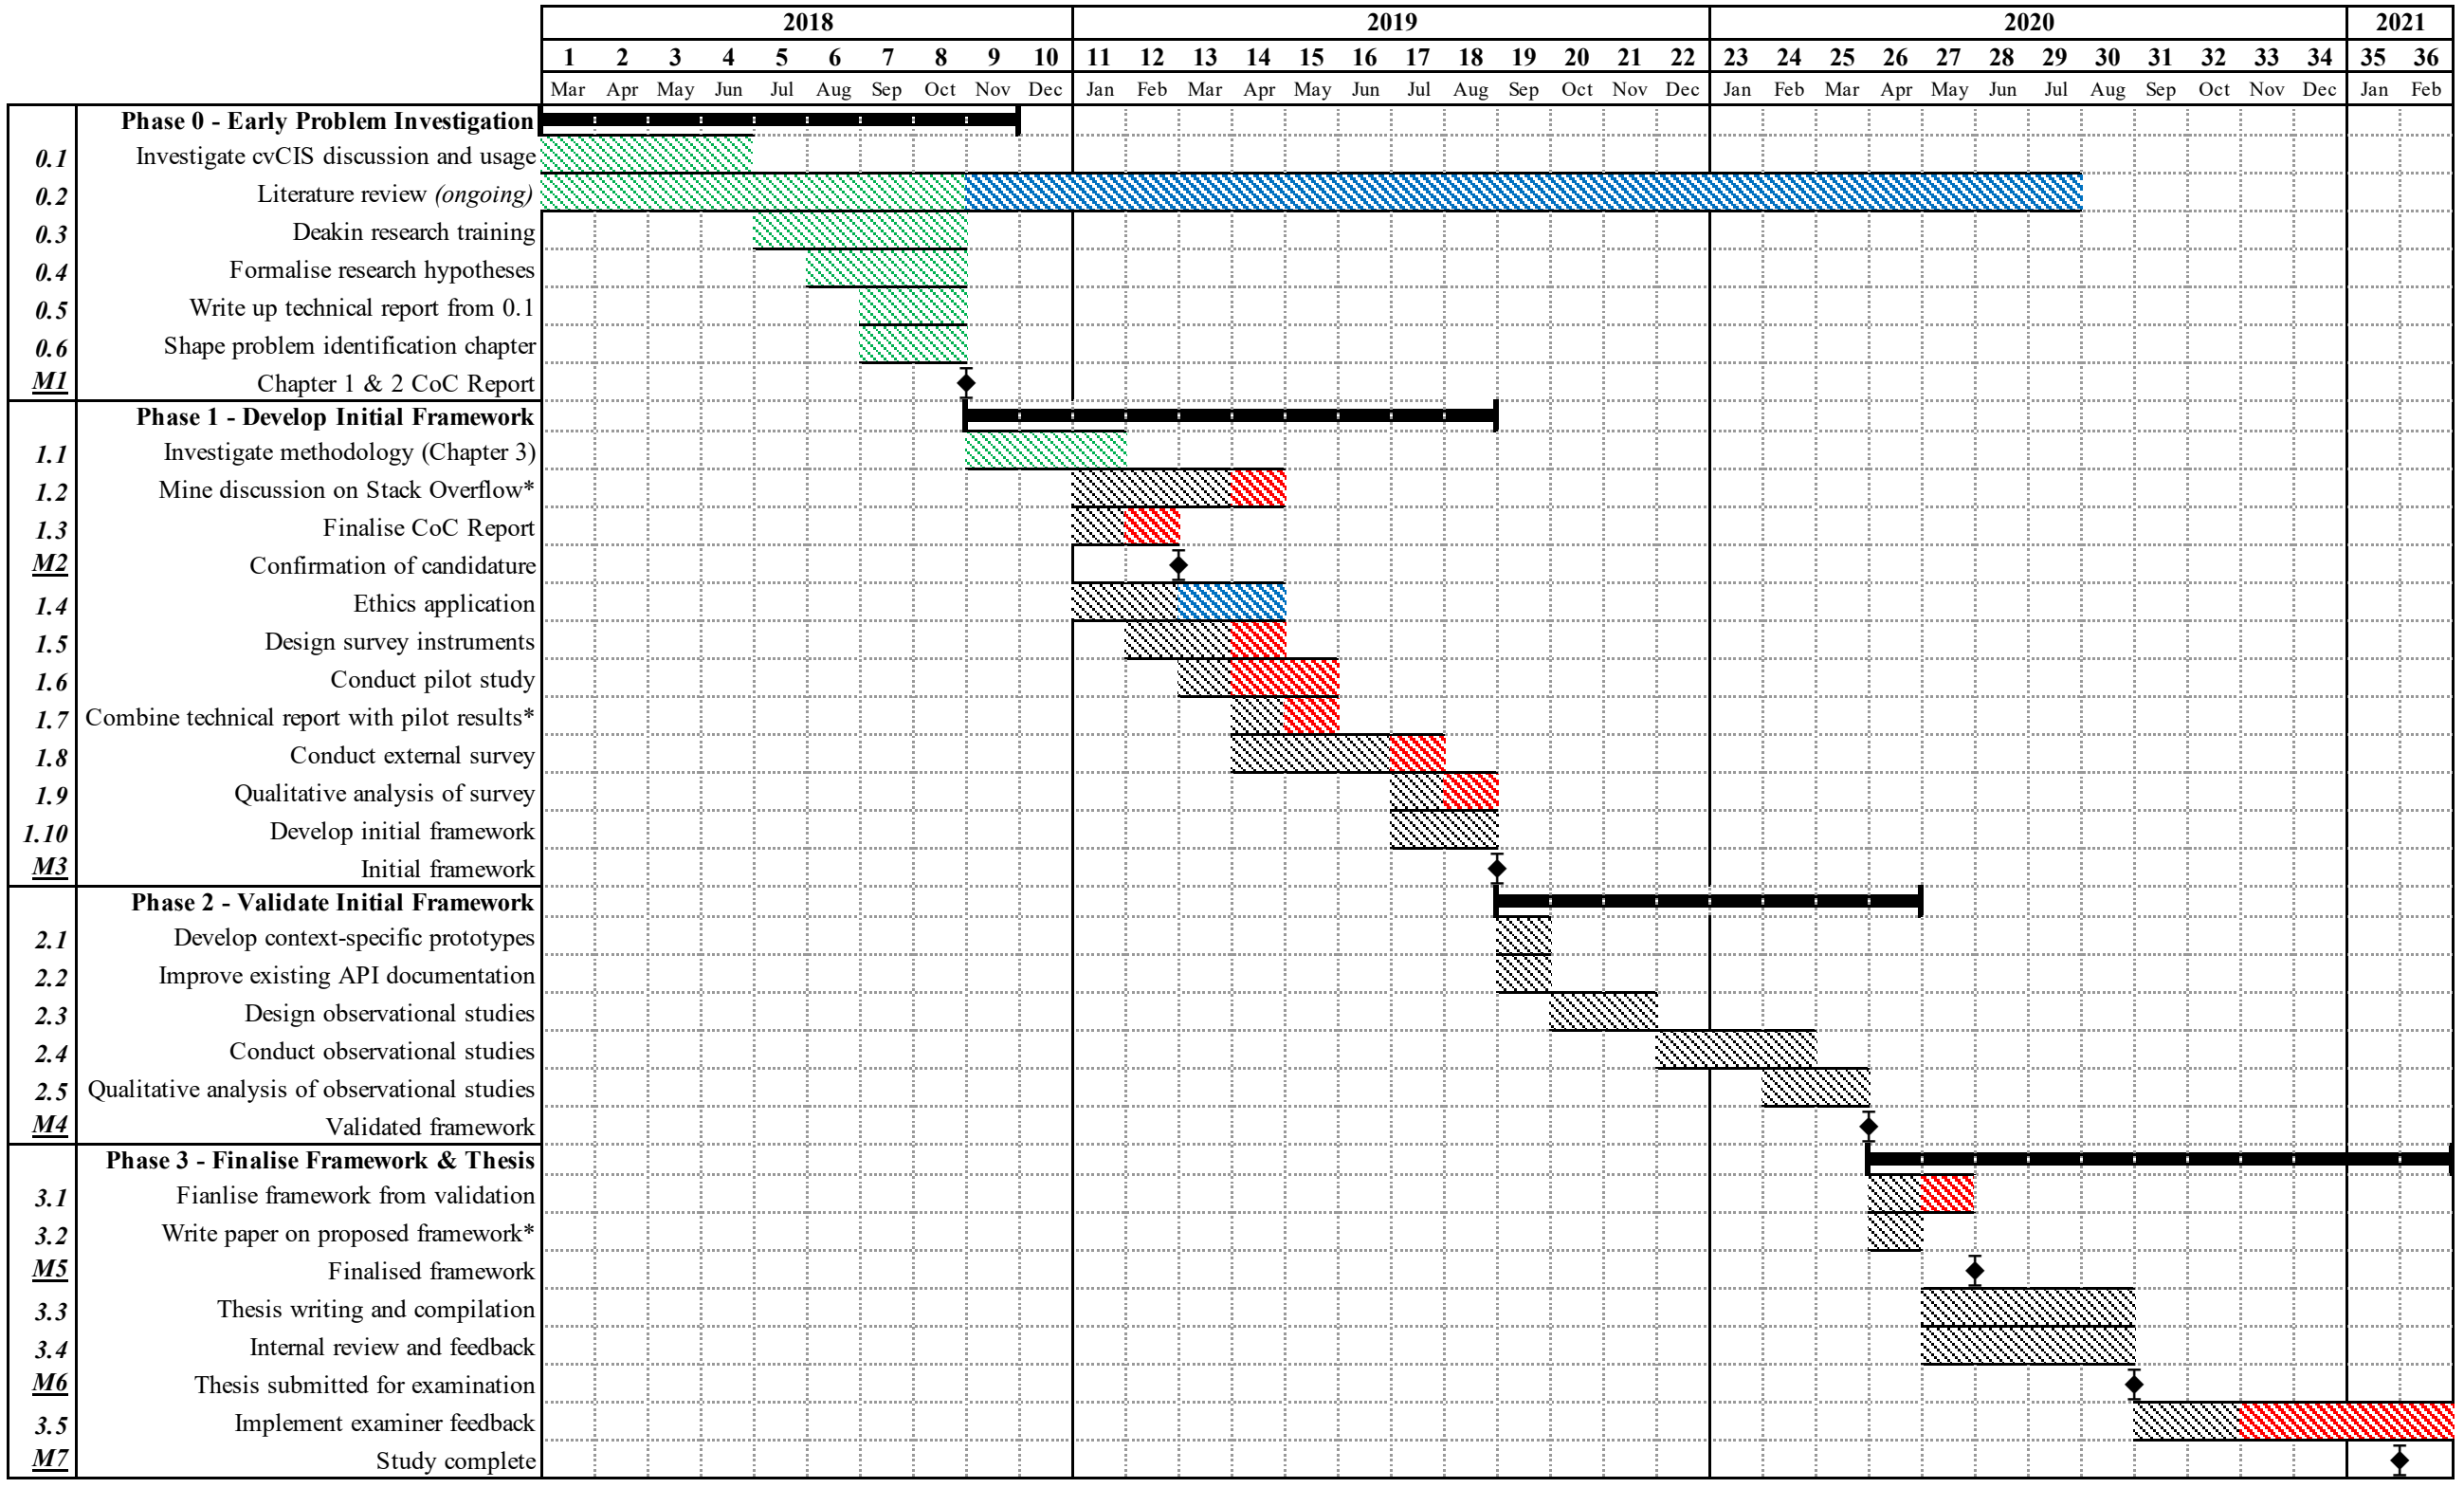 2018 2019 2020 2021
1 2 3 4 5 6 7 8 9 10 11 12 13 14 15 16 17 18 19 20 21 22 23 24 25 26 27 28 29 30 31 32 33 34 35 36
Mar Apr May Jun Jul Aug Sep Oct Nov Dec Jan Feb Mar Apr May Jun Jul Aug Sep Oct Nov Dec Jan Feb Mar Apr May Jun Jul Aug Sep Oct Nov Dec Jan Feb
Phase 0 - Early Problem Investigation
0.1 Investigate cvCIS discussion and usage
0.2 Literature review (ongoing)
0.3 Deakin research training
0.4 Formalise research hypotheses
0.5 Write up technical report from 0.1
0.6 Shape problem identification chapter
M1 Chapter 1 & 2 CoC Report
Phase 1 - Develop Initial Framework
1.1 Investigate methodology (Chapter 3)
1.2 Mine discussion on Stack Overflow*
1.3 Finalise CoC Report
M2 Confirmation of candidature
1.4 Ethics application
1.5 Design survey instruments
1.6 Conduct pilot study
1.7 Combine technical report with pilot results*
1.8 Conduct external survey
1.9 Qualitative analysis of survey
1.10 Develop initial framework
M3 Initial framework
Phase 2 - Validate Initial Framework
2.1 Develop context-specific prototypes
2.2 Improve existing API documentation
2.3 Design observational studies
2.4 Conduct observational studies
2.5 Qualitative analysis of observational studies
M4 Validated framework
Phase 3 - Finalise Framework & Thesis
3.1 Fianlise framework from validation
3.2 Write paper on proposed framework*
M5 Finalised framework
3.3 Thesis writing and compilation
3.4 Internal review and feedback
M6 Thesis submitted for examination
3.5 Implement examiner feedback
M7 Study complete